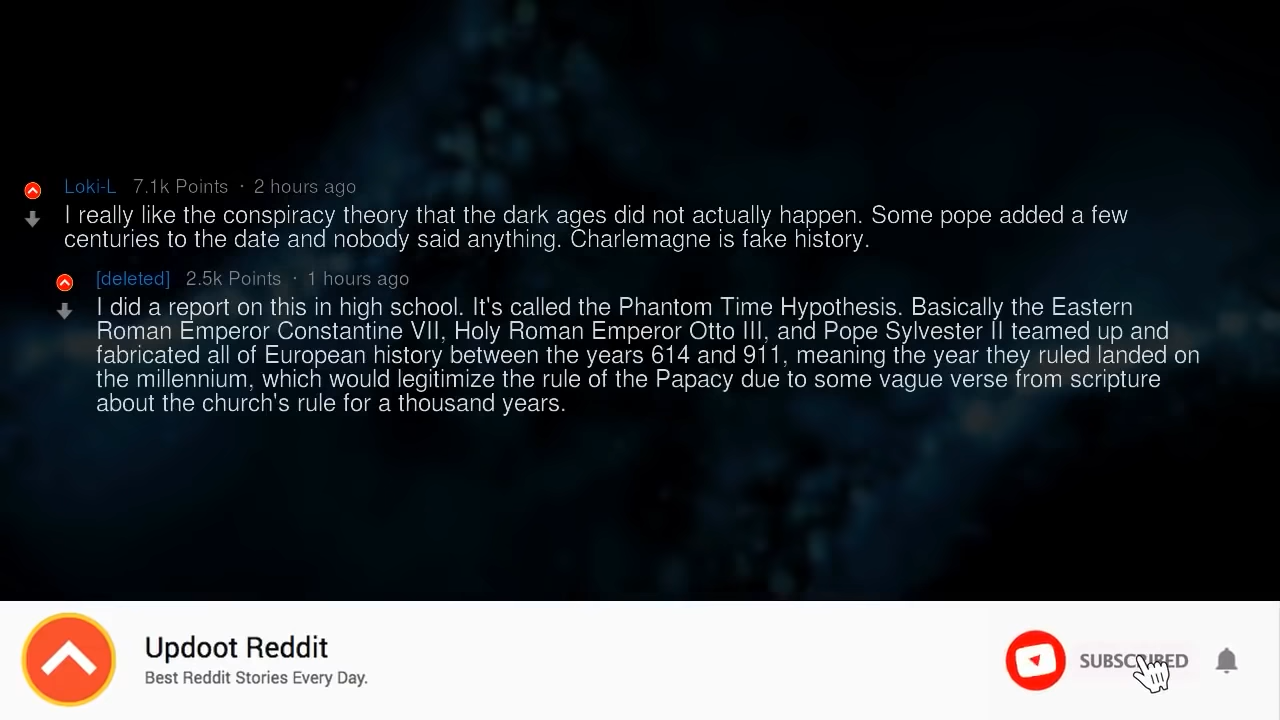 Loki-L 7.1k Points · 2 hours ago
I really like the conspiracy theory that the dark ages did not actually happen. Some pope added a few
centuries to the date and nobody said anything. Charlemagne is fake history.
[deleted] 2.5k Points · 1 hours ago
I did a report on this in high school. It's called the Phantom Time Hypothesis. Basically the Eastern
Roman Emperor Constantine VII, Holy Roman Emperor Otto III, and Pope Sylvester II teamed up and
fabricated all of European history between the years 614 and 911, meaning the year they ruled landed on
the millennium, which would legitimize the rule of the Papacy due to some vague verse from scripture
about the church's rule for a thousand years.
Updoot Reddit
Best Reddit Stories Every Day.
SUBSCRIBED